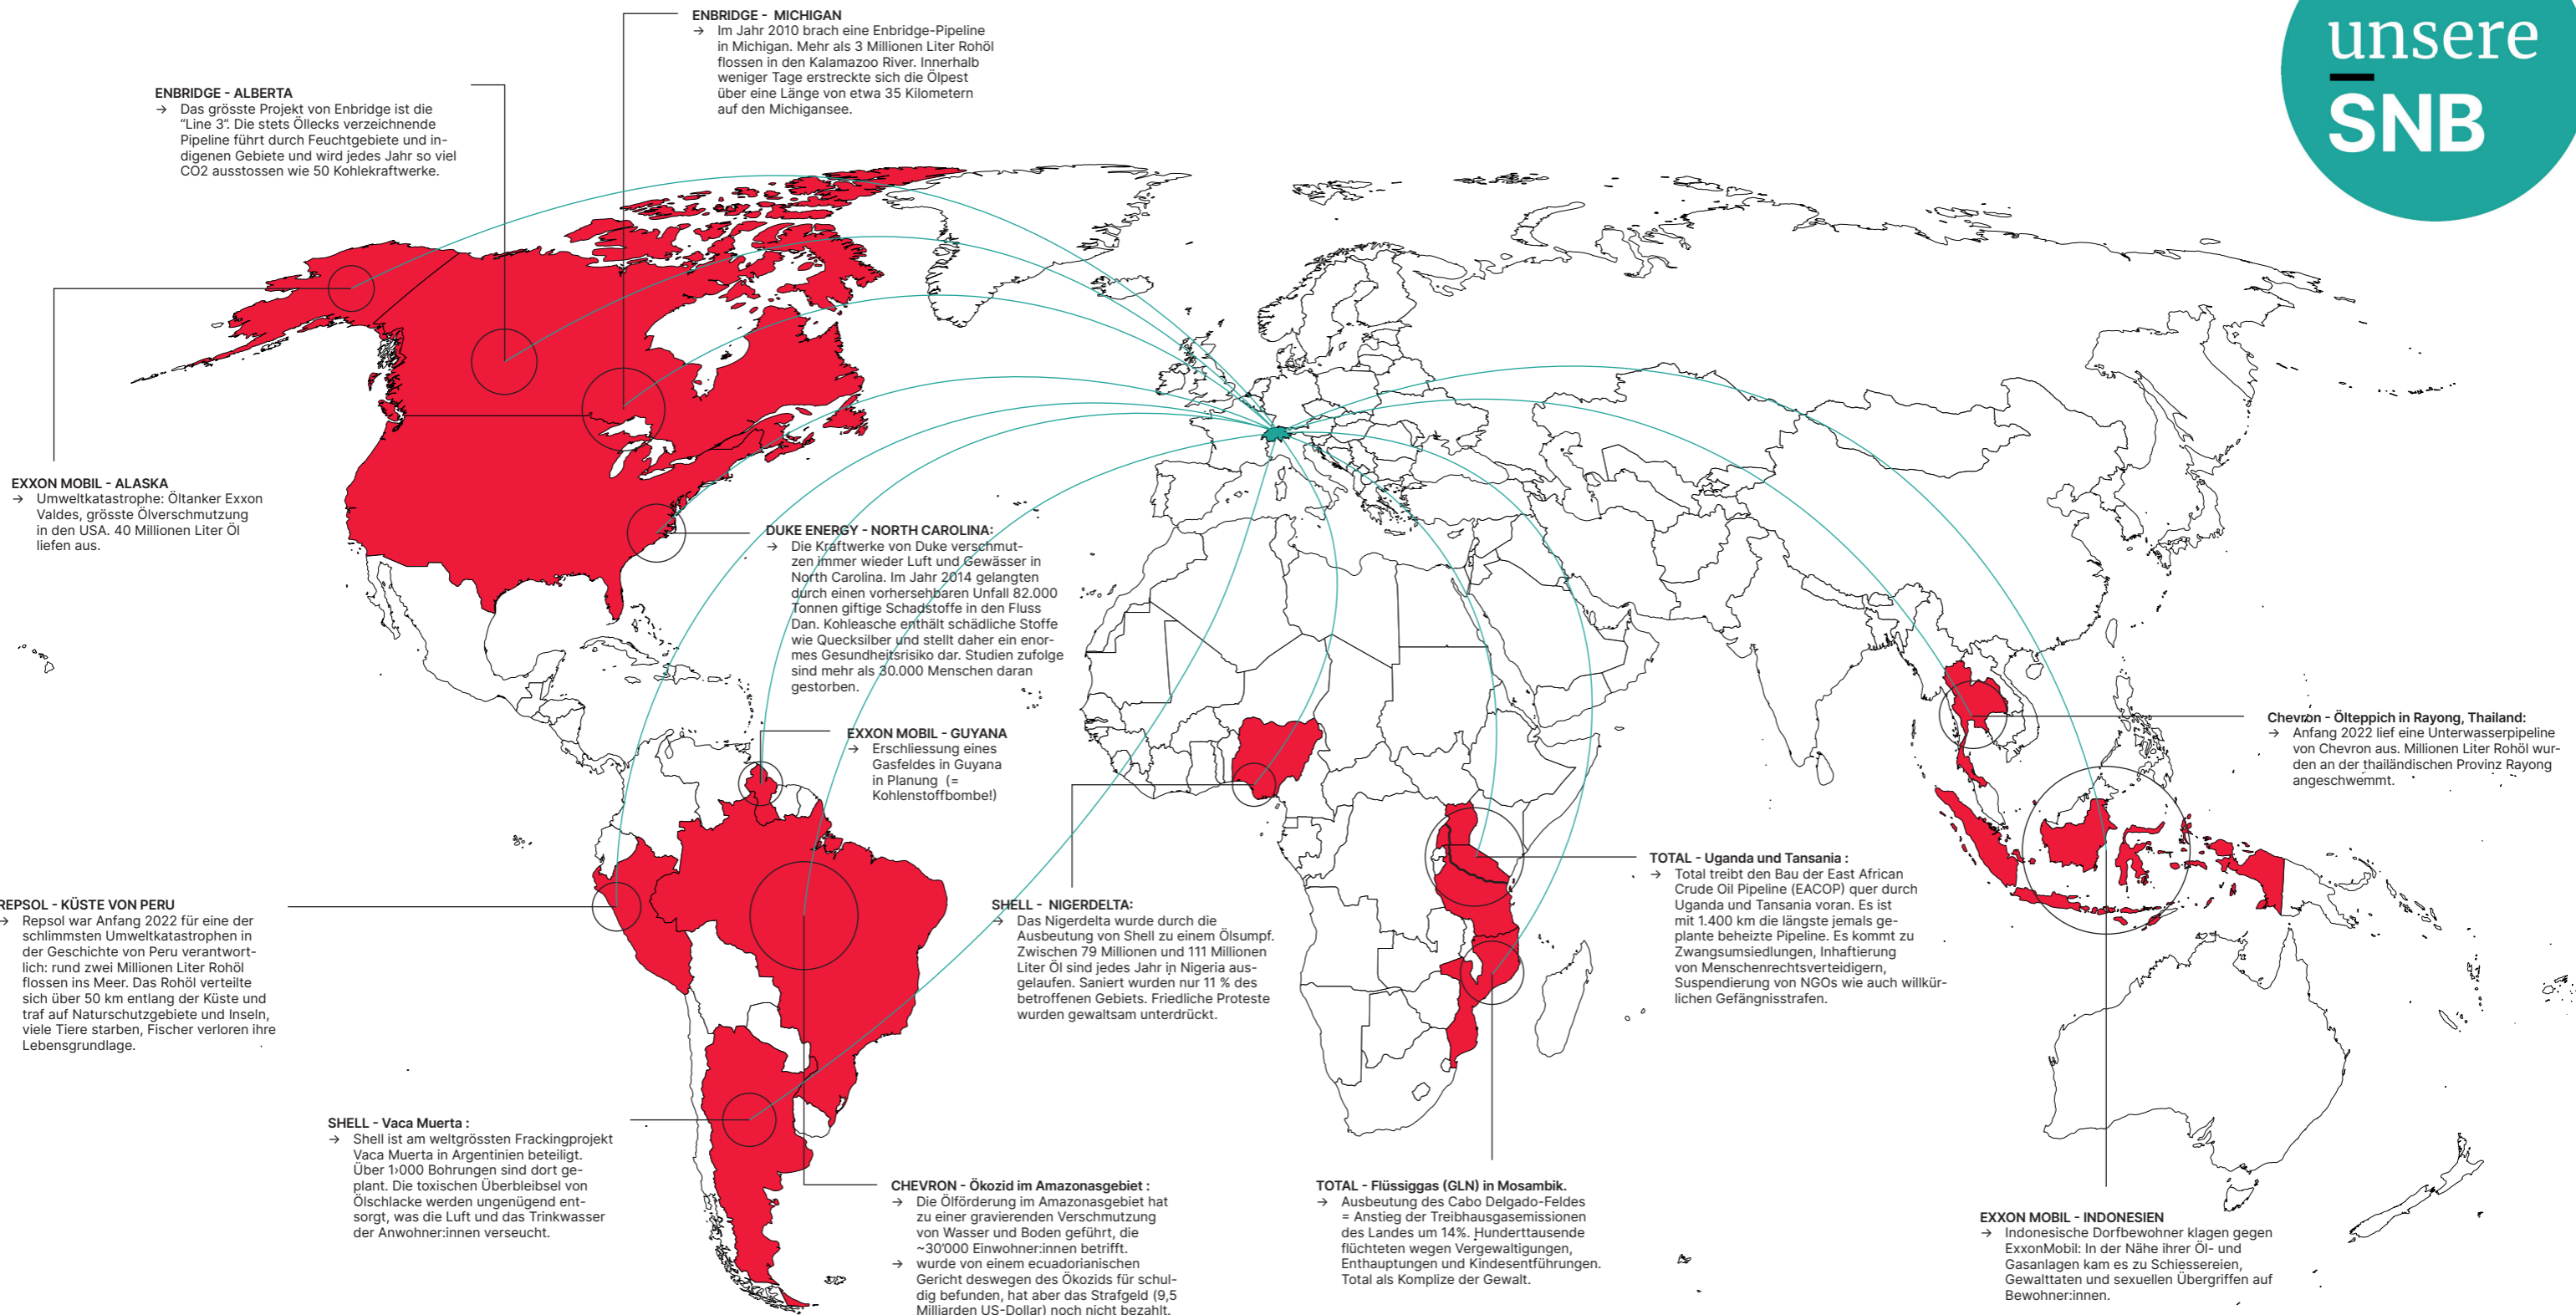 unsere
SNB
ENBRIDGE - MICHIGAN
→ Im Jahr 2010 brach eine Enbridge-Pipeline
in Michigan. Mehr als 3 Millionen Liter Rohöl
flossen in den Kalamazoo River. Innerhalb
weniger Tage erstreckte sich die Ölpest
über eine Länge von etwa 35 Kilometern
auf den Michigansee.
ENBRIDGE - ALBERTA
→ Das grösste Projekt von Enbridge ist die
"Line 3". Die stets Öllecks verzeichnende
Pipeline führt durch Feuchtgebiete und in-
digenen Gebiete und wird jedes Jahr so viel
CO2 ausstossen wie 50 Kohlekraftwerke.
EXXON MOBIL - ALASKA
→ Umweltkatastrophe: Öltanker Exxon
Valdes, grösste Ölverschmutzung
in den USA. 40 Millionen Liter Öl
liefen aus.
DUKE ENERGY - NORTH CAROLINA:
→ Die Kraftwerke von Duke verschmut-
zen immer wieder Luft und Gewässer in
North Carolina. Im Jahr 2014 gelangten
durch einen vorhersehbaren Unfall 82.000
Tonnen giftige Schadstoffe in den Fluss
Dan. Kohleasche enthält schädliche Stoffe
wie Quecksilber und stellt daher ein enor-
mes Gesundheitsrisiko dar. Studien zufolge
sind mehr als 30.000 Menschen daran
gestorben.
EXXON MOBIL - GUYANA
→ Erschliessung eines
Gasfeldes in Guyana
in Planung (=
Kohlenstoffbombe!)
Chevron - Ölteppich in Rayong, Thailand:
→ Anfang 2022 lief eine Unterwasserpipeline
von Chevron aus. Millionen Liter Rohöl wur-
den an der thailändischen Provinz Rayong
angeschwemmt.
TOTAL - Uganda und Tansania :
→ Total treibt den Bau der East African
Crude Oil Pipeline (EACOP) quer durch
Uganda und Tansania voran. Es ist
mit 1.400 km die längste jemals ge-
plante beheizte Pipeline. Es kommt zu
Zwangsumsiedlungen, Inhaftierung
von Menschenrechtsverteidigern,
Suspendierung von NGOs wie auch willkür-
lichen Gefängnisstrafen.
REPSOL - KÜSTE VON PERU
→ Repsol war Anfang 2022 für eine der
schlimmsten Umweltkatastrophen in
der Geschichte von Peru verantwort-
lich: rund zwei Millionen Liter Rohöl
flossen ins Meer. Das Rohöl verteilte
sich über 50 km entlang der Küste und
traf auf Naturschutzgebiete und Inseln,
viele Tiere starben, Fischer verloren ihre
Lebensgrundlage.
SHELL - NIGERDELTA:
→ Das Nigerdelta wurde durch die
Ausbeutung von Shell zu einem Ölsumpf.
Zwischen 79 Millionen und 111 Millionen
Liter Öl sind jedes Jahr in Nigeria aus-
gelaufen. Saniert wurden nur 11 % des
betroffenen Gebiets. Friedliche Proteste
wurden gewaltsam unterdrückt.
SHELL - Vaca Muerta :
→ Shell ist am weltgrössten Frackingprojekt
Vaca Muerta in Argentinien beteiligt.
Über 1›000 Bohrungen sind dort ge-
plant. Die toxischen Überbleibsel von
Ölschlacke werden ungenügend ent-
sorgt, was die Luft und das Trinkwasser
der Anwohner:innen verseucht.
CHEVRON - Ökozid im Amazonasgebiet :
→ Die Ölförderung im Amazonasgebiet hat
zu einer gravierenden Verschmutzung
von Wasser und Boden geführt, die
~30'000 Einwohner:innen betrifft.
→ wurde von einem ecuadorianischen
Gericht deswegen des Ökozids für schul-
dig befunden, hat aber das Strafgeld (9,5
Milliarden US-Dollar) noch nicht bezahlt.
TOTAL - Flüssiggas (GLN) in Mosambik.
→ Ausbeutung des Cabo Delgado-Feldes
= Anstieg der Treibhausgasemissionen
des Landes um 14%. Hunderttausende
flüchteten wegen Vergewaltigungen,
Enthauptungen und Kindesentführungen.
Total als Komplize der Gewalt.
EXXON MOBIL - INDONESIEN
→ Indonesische Dorfbewohner klagen gegen
ExxonMobil: In der Nähe ihrer Öl- und
Gasanlagen kam es zu Schiessereien,
Gewalttaten und sexuellen Übergriffen auf
Bewohner:innen.